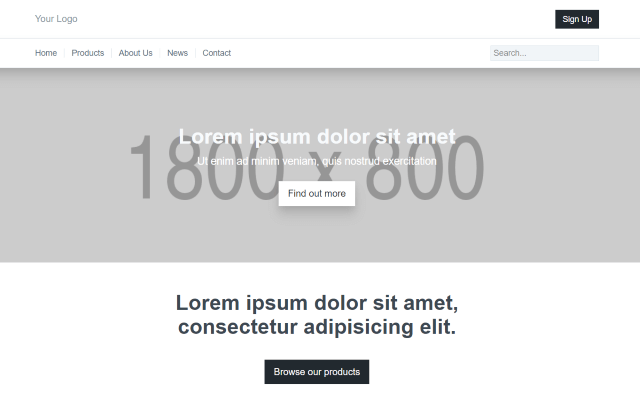 Your Logo
Sign Up
Home
Products
About Us
News
Contact
Search...
1800 x 800
Lorem ipsum dolor sit amet
Ut enim ad minim veniam, quis nostrud exercitation
Find out more
Lorem ipsum dolor sit amet,
consectetur adipisicing elit.
Browse our products